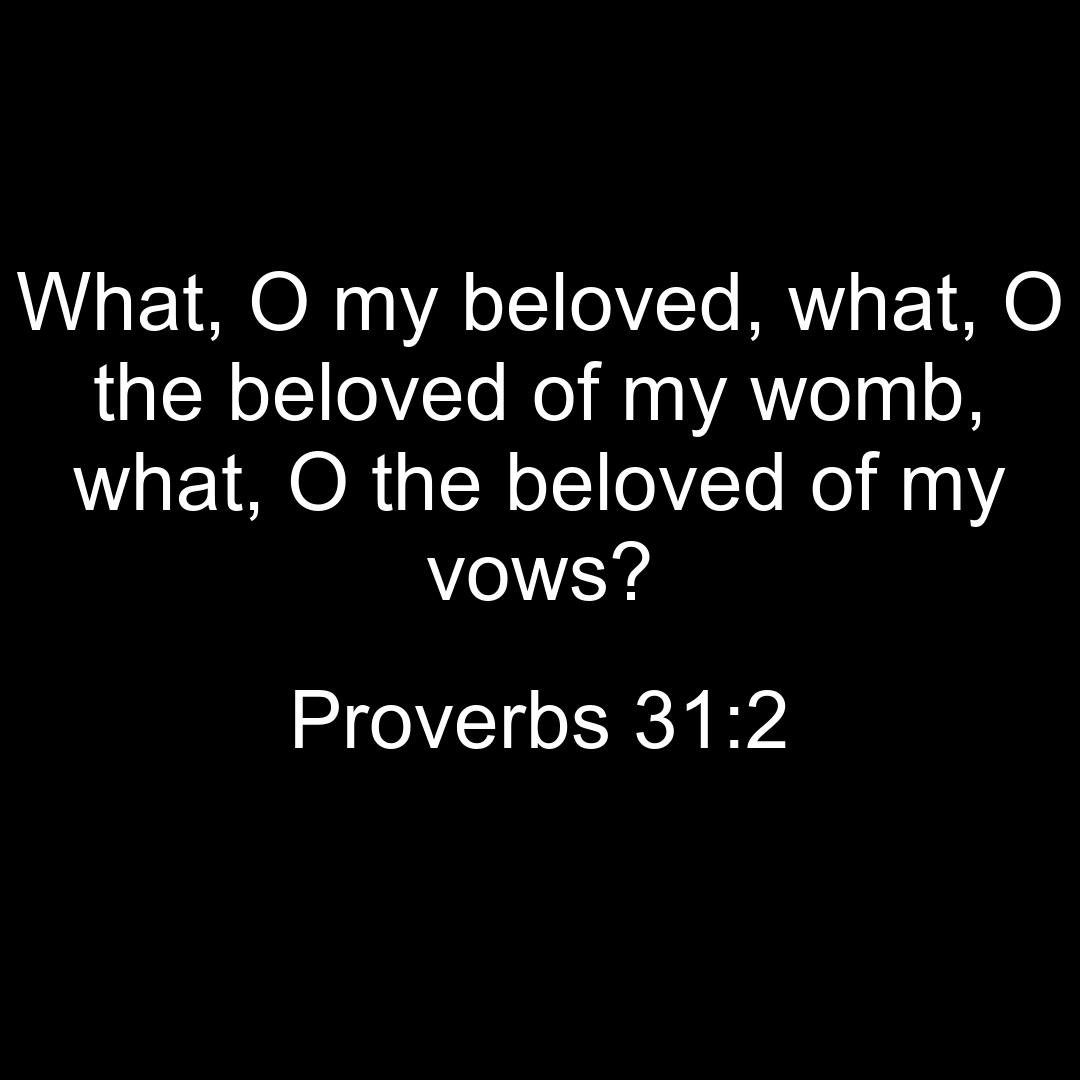 What, O my beloved, what, O
the beloved of my womb,
what, O the beloved of my
vows?
Proverbs 31:2